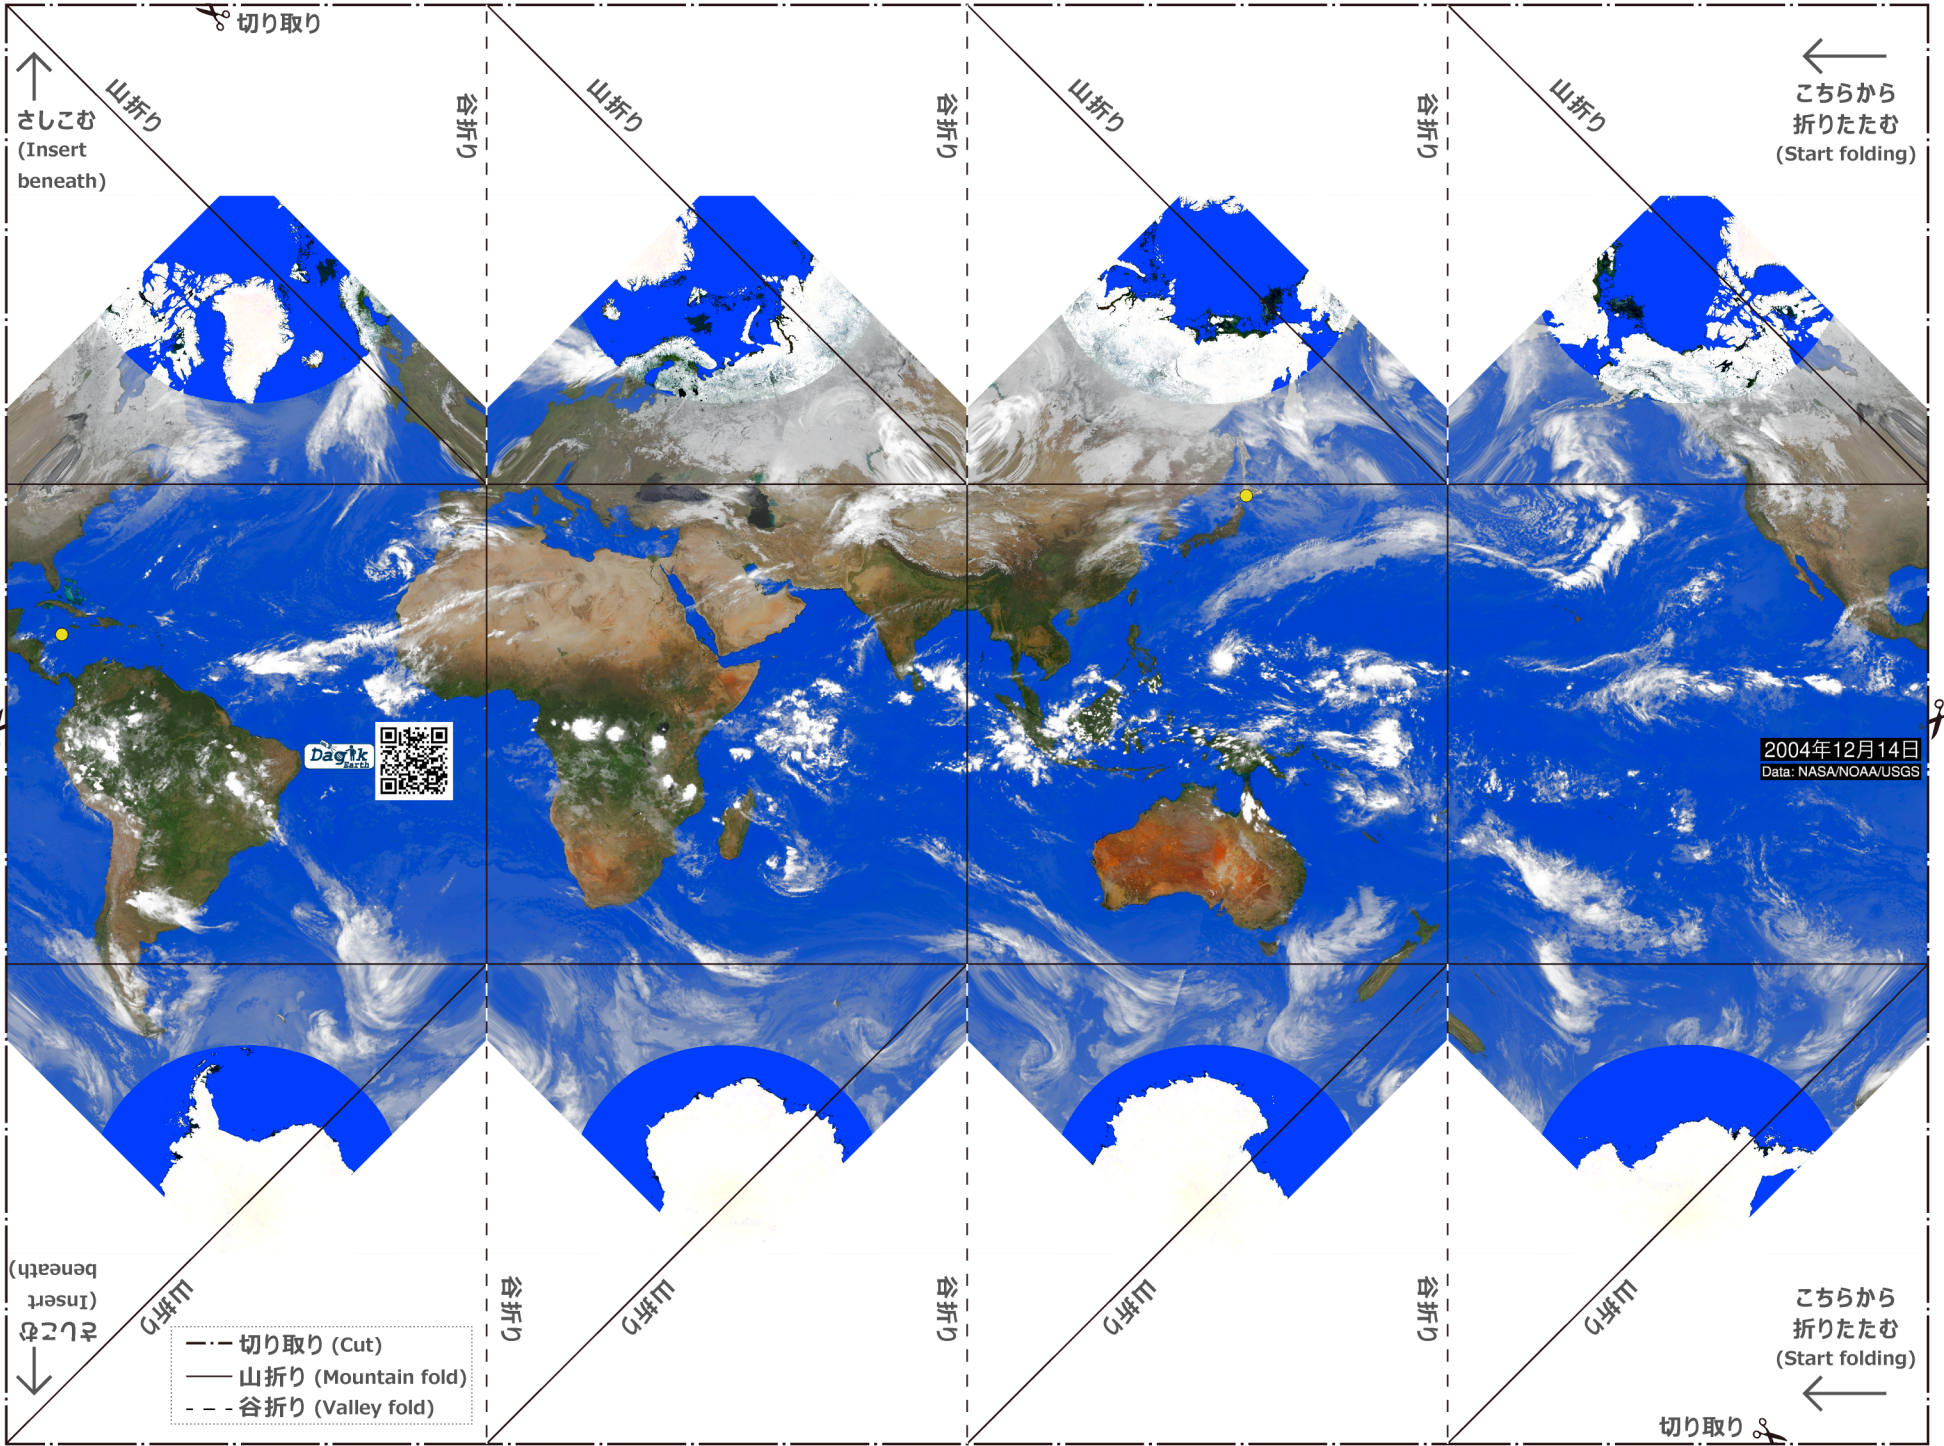 切り取り
山折り
谷折り
山折り
谷折り
山折り
谷折り
山折り
さしこむ
(Insert
beneath)
こちらから
折りたたむ
(Start folding)
Dagik
Earth
2004年12月14日
Data: NASA/NOAA/USGS
さしこむ
(Insert
beneath)
山折り
谷折り
山折り
谷折り
山折り
谷折り
山折り
こちらから
折りたたむ
(Start folding)
切り取り (Cut)
山折り (Mountain fold)
谷折り (Valley fold)
切り取り